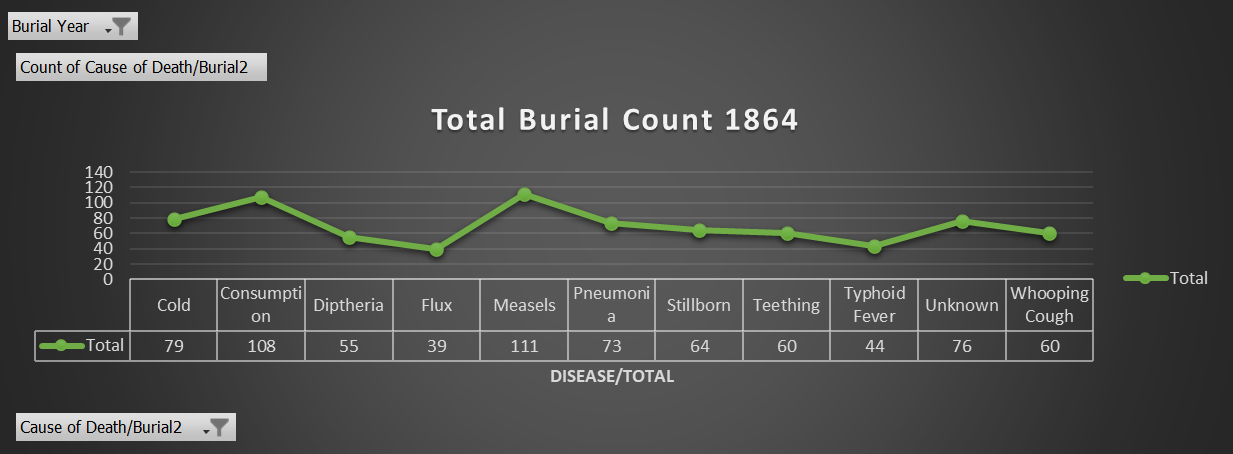 Burial Year
Count of Cause of Death/Burial2
Total Burial Count 1864
140
120
100
80
60
40
20
0
Cold Consumpti on Diptheria Flux Measels Pneumoni a Stillborn Teething Typhoid Fever Unknown Whooping Cough
Total 79 108 55 39 111 73 64 60 44 76 60
Total
DISEASE/TOTAL
Cause of Death/Burial2